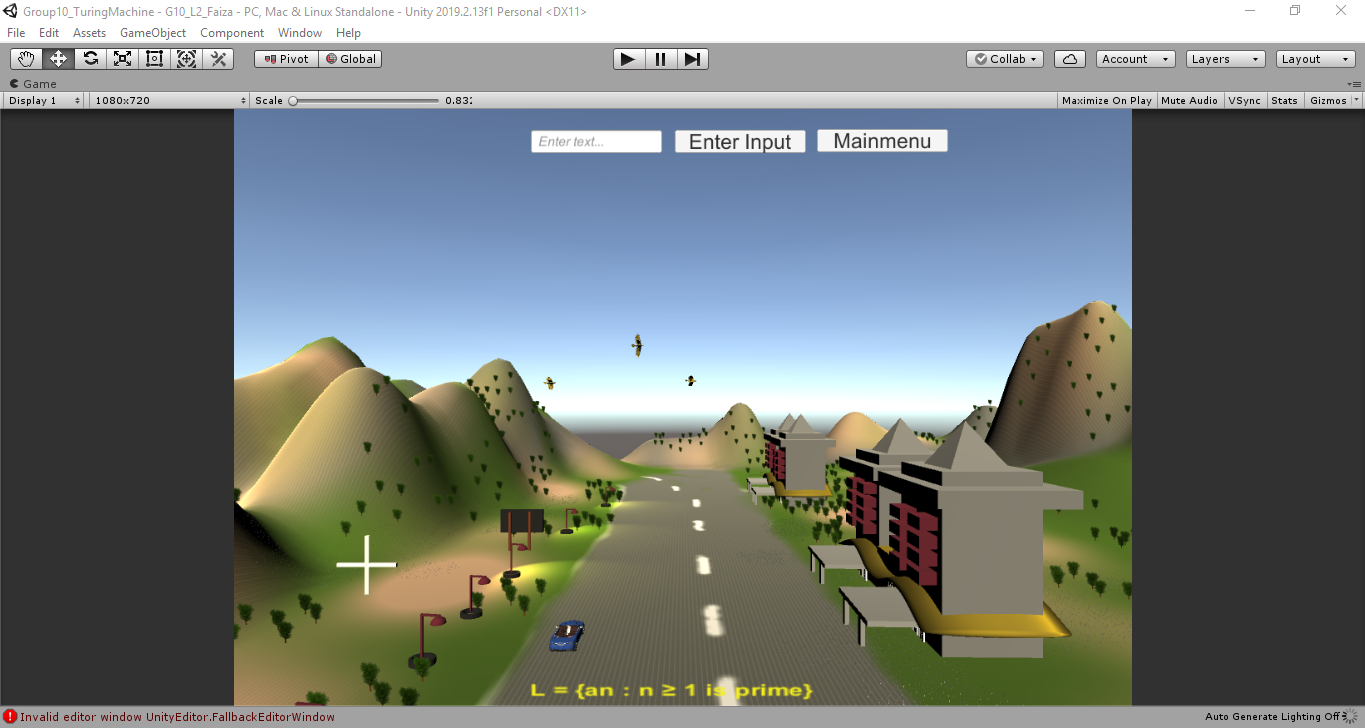 Group10_TuringMachine - G10_L2_Faiza - PC, Mac & Linux Standalone - Unity 2019.2.13f1 Personal <DX11>
File Edit Assets GameObject Component Window Help
Pivot Global Collab Account Layers Layout
Game
Display 1 1080x720 Scale 0.832 Maximize On Play Mute Audio VSync Stats Gizmos
Enter text... Enter Input Mainmenu
L = {an : n ≥ 1 is prime}
Invalid editor window UnityEditor.FallbackEditorWindow Auto Generate Lighting Off